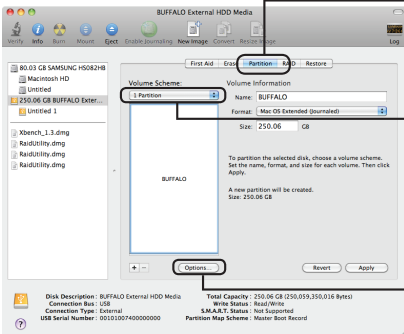 BUFFALO External HDD Media
Verify Info Burn Mount Eject Enable Journaling New Image Convert Resize Image Log
First Aid Erase Partition RAID Restore
80.03 GB SAMSUNG HS082HB
Macintosh HD
Untitled
250.06 GB BUFFALO Exter...
Untitled 1
Xbench_1.3.dmg
RaidUtility.dmg
RaidUtility.dmg
RaidUtility.dmg
Volume Scheme:
1 Partition
BUFFALO
+ − Options...
Volume Information
Name: BUFFALO
Format: Mac OS Extended (Journaled)
Size: 250.06 GB
To partition the selected disk, choose a volume scheme.
Set the name, format, and size for each volume. Then click
Apply.
A new partition will be created.
Size: 250.06 GB
Revert Apply
Disk Description : BUFFALO External HDD Media
Connection Bus : USB
Connection Type : External
USB Serial Number : 00101007400000000
Total Capacity : 250.06 GB (250,059,350,016 Bytes)
Write Status : Read/Write
S.M.A.R.T. Status : Not Supported
Partition Map Scheme : Master Boot Record
?